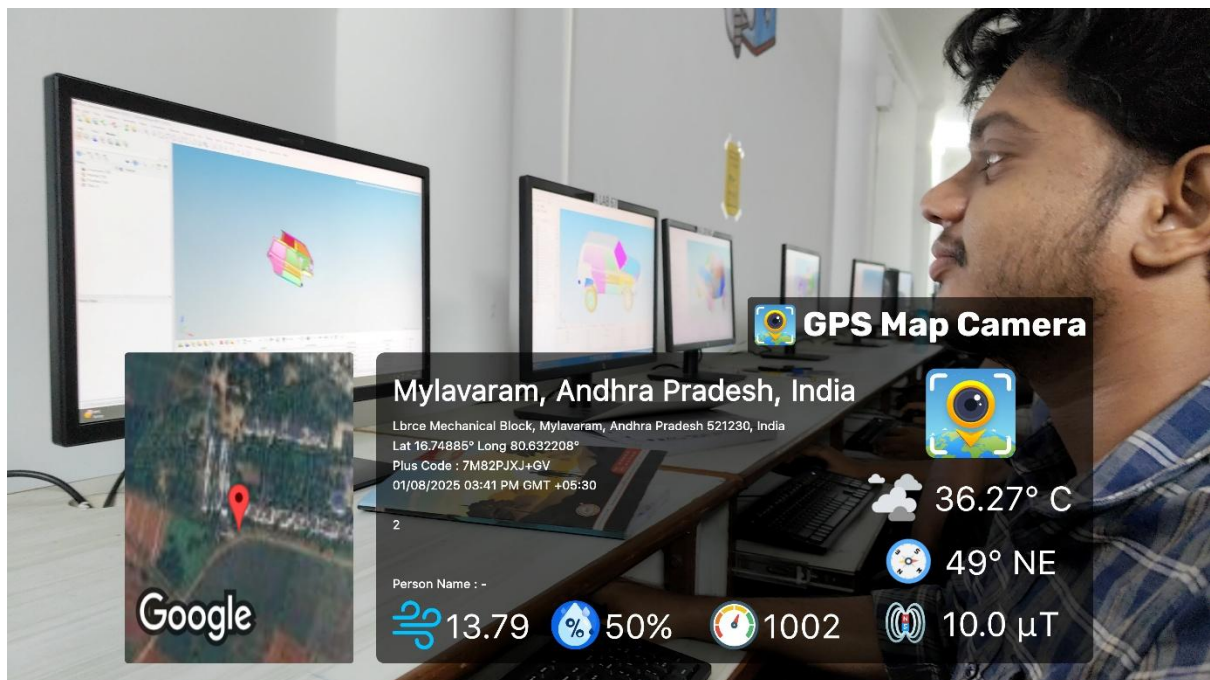 GPS Map Camera
Mylavaram, Andhra Pradesh, India
Lbrce Mechanical Block, Mylavaram, Andhra Pradesh 521230, India
Lat 16.74885° Long 80.632208°
Plus Code : 7M82PJXJ+GV
01/08/2025 03:41 PM GMT +05:30
2
Person Name : -
36.27° C
49° NE
13.79
50%
1002
10.0 µT
Google